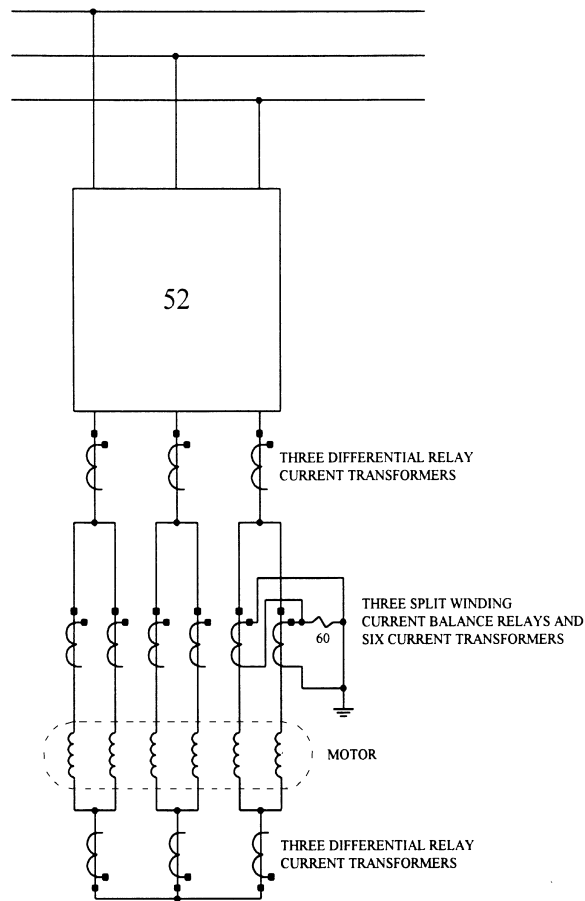 52
THREE DIFFERENTIAL RELAY
CURRENT TRANSFORMERS
THREE SPLIT WINDING
CURRENT BALANCE RELAYS AND
SIX CURRENT TRANSFORMERS
60
MOTOR
THREE DIFFERENTIAL RELAY
CURRENT TRANSFORMERS